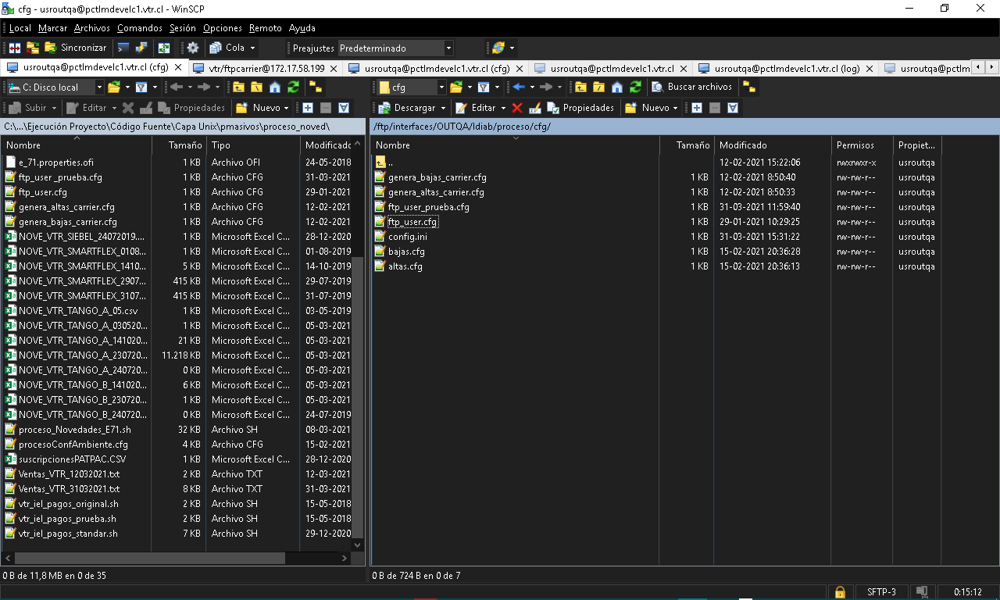 cfg - usroutqa@pctlmdevelc1.vtr.cl - WinSCP
Local Marcar Archivos Comandos Sesión Opciones Remoto Ayuda
Sincronizar Cola Preajustes Predeterminado
usroutqa@pctlmdevelc1.vtr.cl (cfg) vtr/ftpcarrier@172.17.58.199 usroutqa@pctlmdevelc1.vtr.cl (cfg) usroutqa@pctlmdevelc1.vtr.cl usroutqa@pctlmdevelc1.vtr.cl (log) usroutqa@pctlm
C: Disco local
Subir Editar Propiedades Nuevo
C:\...\Ejecución Proyecto\Código Fuente\Capa Unix\pmasivos\proceso_noved\
Nombre Tamaño Tipo Modificado
e_71.properties.ofi 1 KB Archivo OFI 24-05-2018
ftp_user _prueba.cfg 1 KB Archivo CFG 31-03-2021
ftp_user.cfg 1 KB Archivo CFG 29-01-2021
genera_altas_carrier.cfg 1 KB Archivo CFG 12-02-2021
genera_bajas_carrier.cfg 1 KB Archivo CFG 12-02-2021
NOVE_VTR_SIEBEL_24072019.... 1 KB Microsoft Excel C... 28-12-2020
NOVE_VTR_SMARTFLEX_0108... 1 KB Microsoft Excel C... 01-08-2019
NOVE_VTR_SMARTFLEX_1410... 5 KB Microsoft Excel C... 14-10-2019
NOVE_VTR_SMARTFLEX_2907... 415 KB Microsoft Excel C... 29-07-2019
NOVE_VTR_SMARTFLEX_3107... 415 KB Microsoft Excel C... 31-07-2019
NOVE_VTR_TANGO_A_05.csv 1 KB Microsoft Excel C... 03-05-2019
NOVE_VTR_TANGO_A_030520... 1 KB Microsoft Excel C... 05-03-2021
NOVE_VTR_TANGO_A_141020... 21 KB Microsoft Excel C... 05-03-2021
NOVE_VTR_TANGO_A_230720... 11.218 KB Microsoft Excel C... 05-03-2021
NOVE_VTR_TANGO_A_240720... 0 KB Microsoft Excel C... 05-03-2021
NOVE_VTR_TANGO_B_141020... 6 KB Microsoft Excel C... 05-03-2021
NOVE_VTR_TANGO_B_230720... 1 KB Microsoft Excel C... 05-03-2021
NOVE_VTR_TANGO_B_240720... 0 KB Microsoft Excel C... 24-07-2019
proceso_Novedades_E71.sh 32 KB Archivo SH 08-03-2021
procesoConfAmbiente.cfg 4 KB Archivo CFG 15-02-2021
suscripcionesPATPAC.CSV 1 KB Microsoft Excel C... 28-12-2020
Ventas_VTR_12032021.txt 2 KB Archivo TXT 12-03-2021
Ventas_VTR_31032021.txt 8 KB Archivo TXT 31-03-2021
vtr_iel_pagos_original.sh 2 KB Archivo SH 15-05-2018
vtr_iel_pagos_prueba.sh 2 KB Archivo SH 15-05-2018
vtr_iel_pagos_standar.sh 7 KB Archivo SH 29-12-2020
0 B de 11,8 MB en 0 de 35
cfg Buscar archivos
Descargar Editar Propiedades Nuevo
/ftp/interfaces/OUTQA/Idiab/proceso/cfg/
Nombre Tamaño Modificado Permisos Propiet...
.. 12-02-2021 15:22:06 rwxrwxr-x usroutqa
genera_bajas_carrier.cfg 1 KB 12-02-2021 8:50:40 rw-rw-r-- usroutqa
genera_altas_carrier.cfg 1 KB 12-02-2021 8:50:33 rw-rw-r-- usroutqa
ftp_user_prueba.cfg 1 KB 31-03-2021 11:59:40 rw-rw-r-- usroutqa
ftp_user.cfg 1 KB 29-01-2021 10:29:25 rw-rw-r-- usroutqa
config.ini 1 KB 31-03-2021 15:31:22 rw-rw-r-- usroutqa
bajas.cfg 1 KB 15-02-2021 20:36:28 rw-rw-r-- usroutqa
altas.cfg 1 KB 15-02-2021 20:36:13 rw-rw-r-- usroutqa
0 B de 724 B en 0 de 7
SFTP-3 0:15:12